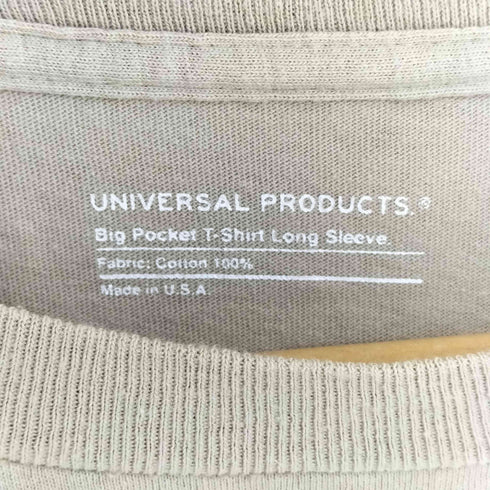 UNIVERSAL PRODUCTS.®
Big Pocket T-Shirt Long Sleeve.
Fabric: Cotton 100%
Made in U.S.A